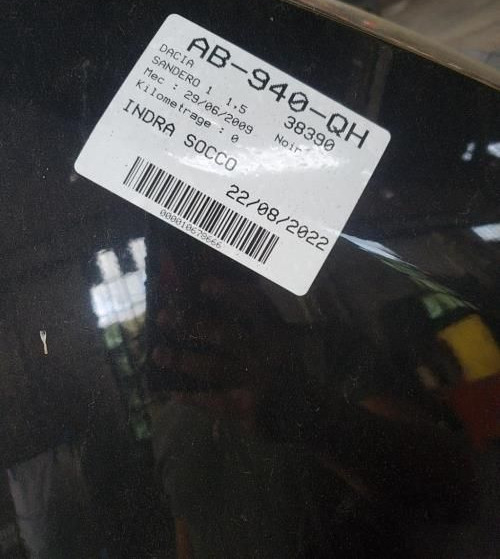 AB-940-QH
DACIA
SANDERO 1 1.5 38390
Mec : 29/06/2009 Noir
Kilometrage : 0
INDRA SOCCO
22/08/2022